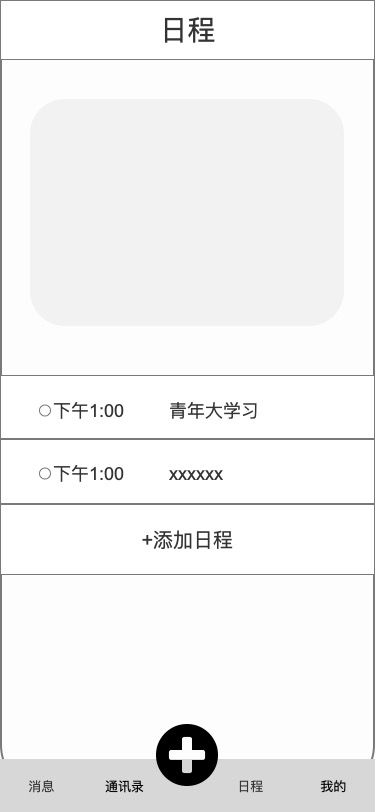 日程
○下午1:00 青年大学习
○下午1:00 xxxxxx
+添加日程
消息 通讯录 日程 我的